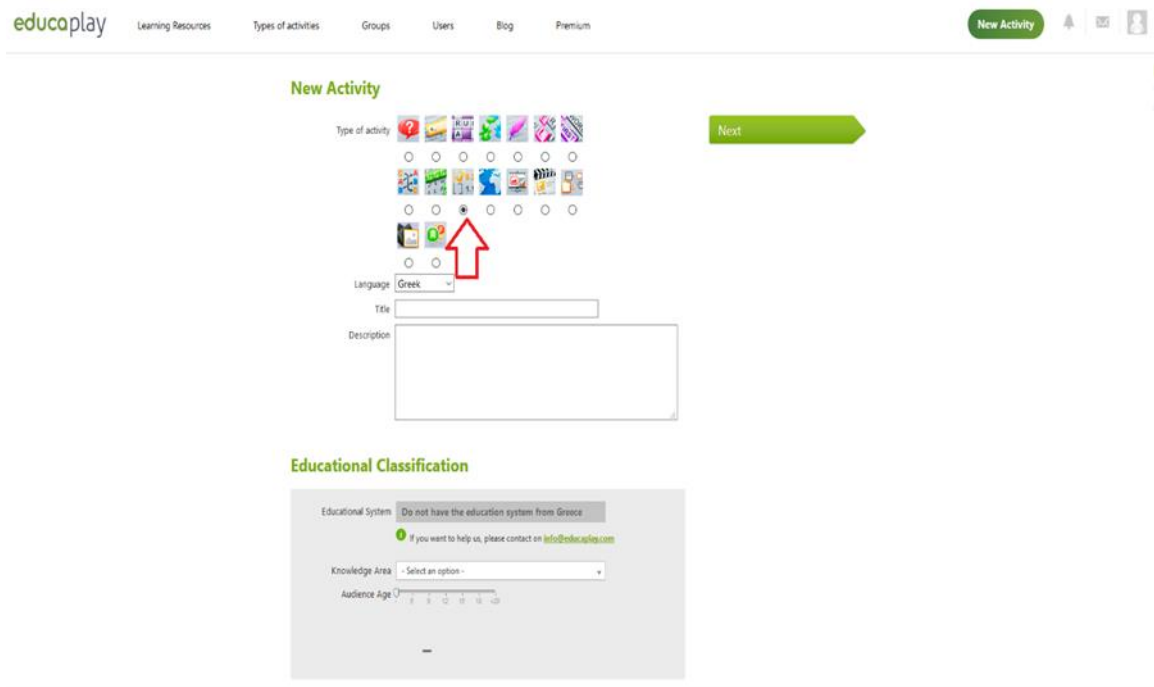 educaplay Learning Resources Types of activities Groups Users Blog Premium New Activity
New Activity
Type of activity
Next
Language Greek
Title
Description
Educational Classification
Educational System Do not have the education system from Greece
If you want to help us, please contact on info@educaplay.com
Knowledge Area - Select an option -
Audience Age